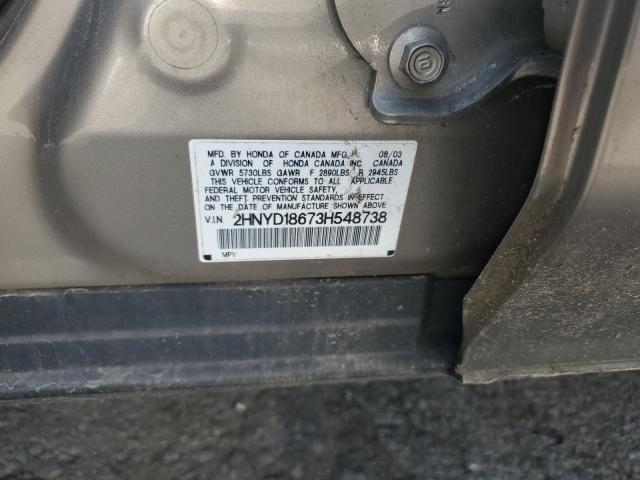 MFD. BY HONDA OF CANADA MFG. 08/03
A DIVISION OF HONDA CANADA INC. CANADA
GVWR 5730LBS GAWR F 2890LBS R 2945LBS
THIS VEHICLE CONFORMS TO ALL APPLICABLE
FEDERAL MOTOR VEHICLE SAFETY
AND THEFT PREVENTION STANDARDS IN EFFECT
ON THE DATE OF MANUFACTURE SHOWN ABOVE.
V.I.N. 2HNYD18673H548738
MPV